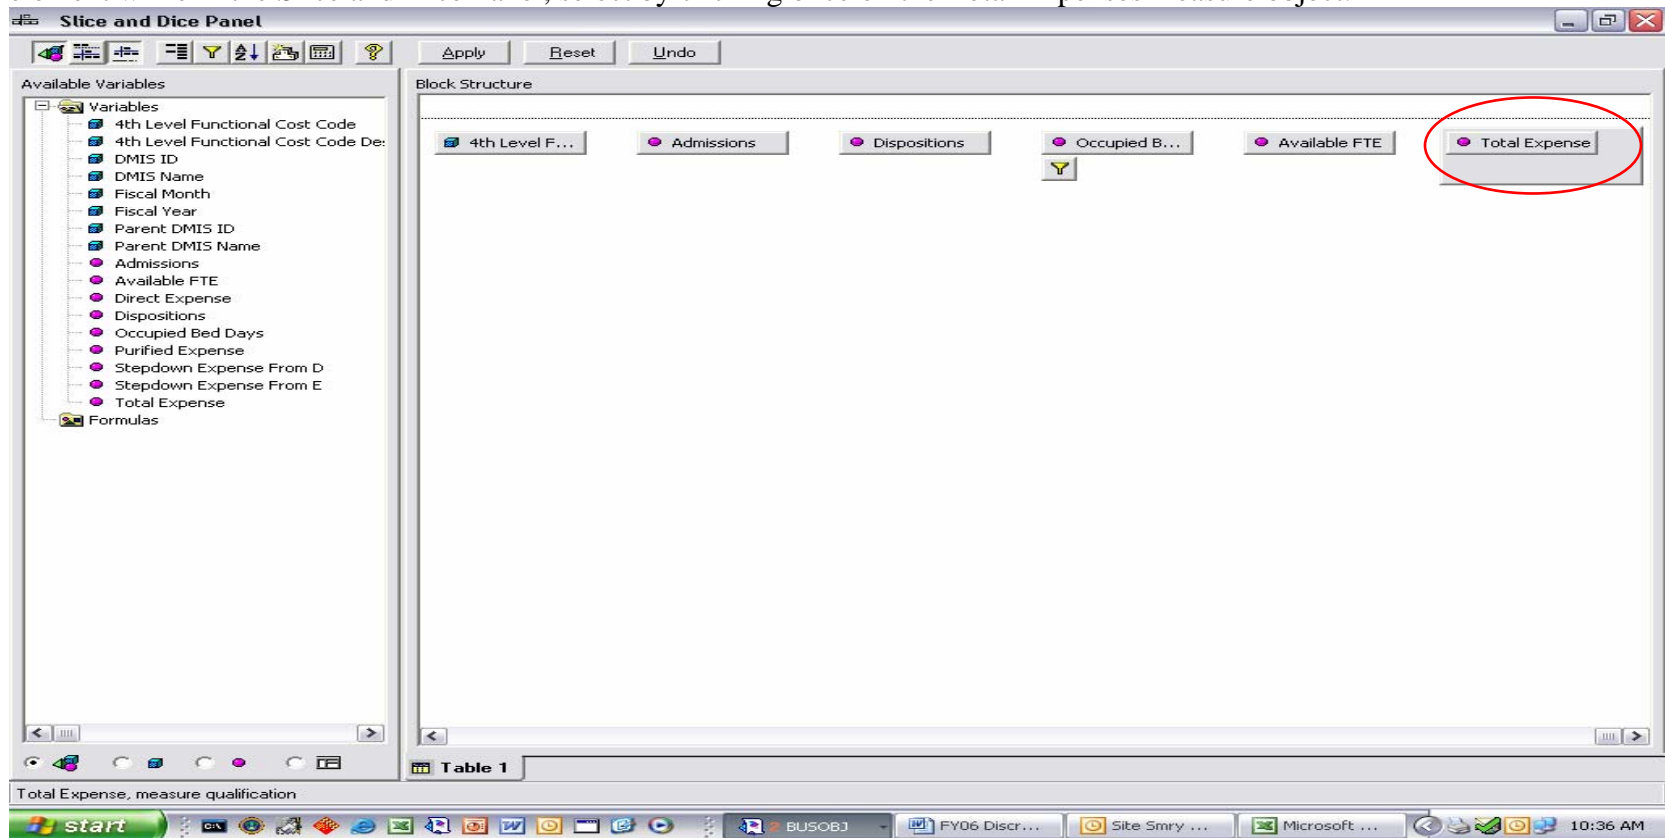 Slice and Dice Panel
Apply Reset Undo
Available Variables
Variables
4th Level Functional Cost Code
4th Level Functional Cost Code De:
DMIS ID
DMIS Name
Fiscal Month
Fiscal Year
Parent DMIS ID
Parent DMIS Name
Admissions
Available FTE
Direct Expense
Dispositions
Occupied Bed Days
Purified Expense
Stepdown Expense From D
Stepdown Expense From E
Total Expense
Formulas
Block Structure
4th Level F... Admissions Dispositions Occupied B... Available FTE Total Expense
Table 1
Total Expense, measure qualification
start 2 BUSOBJ FY06 Discr... Site Smry ... Microsoft ... 10:36 AM